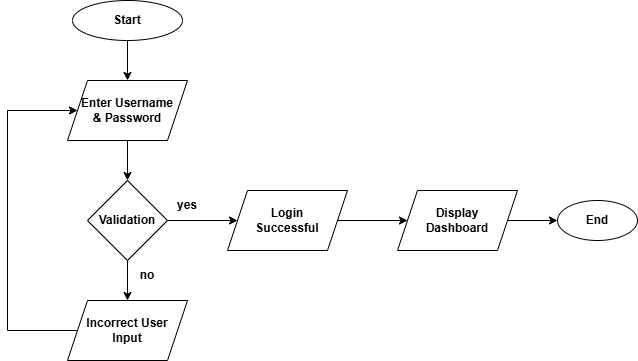 Start
Enter Username
& Password
Validation
yes
Login
Successful
Display
Dashboard
End
no
Incorrect User
Input